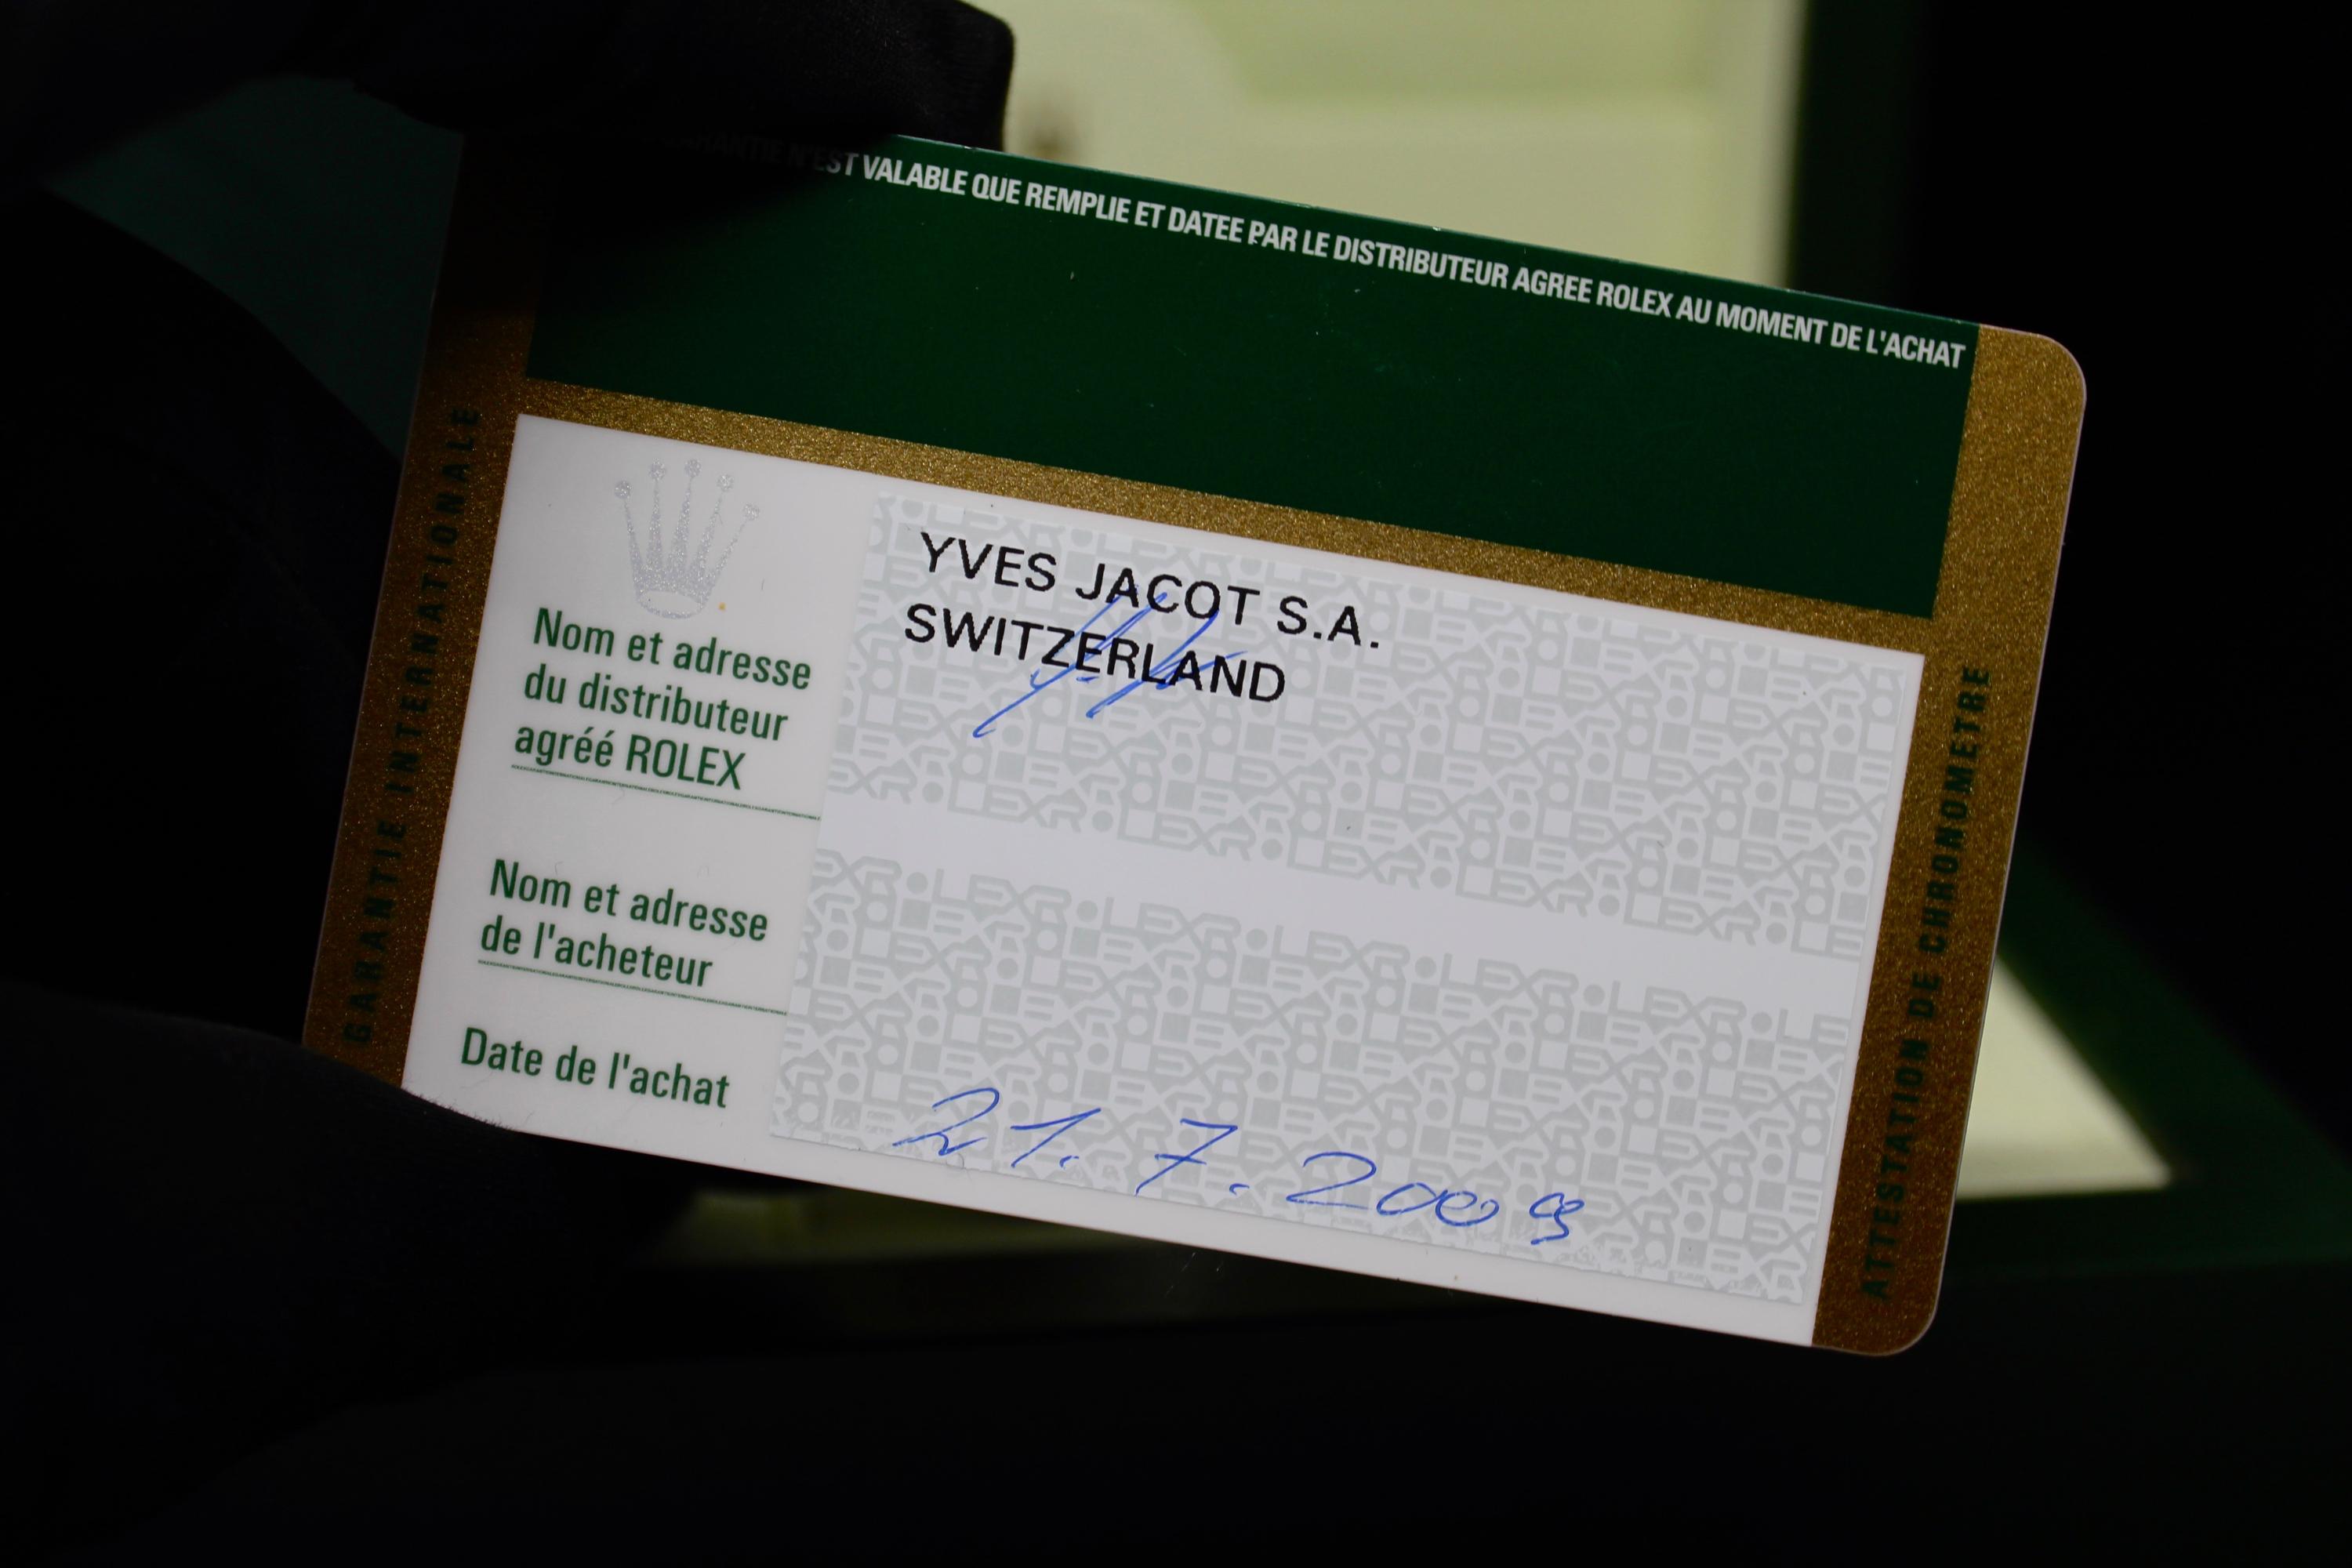 GARANTIE N'EST VALABLE QUE REMPLIE ET DATEE PAR LE DISTRIBUTEUR AGREE ROLEX AU MOMENT DE L'ACHAT
GARANTIE INTERNATIONALE
Nom et adresse
du distributeur
agréé ROLEX
YVES JACOT S.A.
SWITZERLAND
Nom et adresse
de l'acheteur
Date de l'achat
21. 7. 2009
ATTESTATION DE CHRONOMETRE